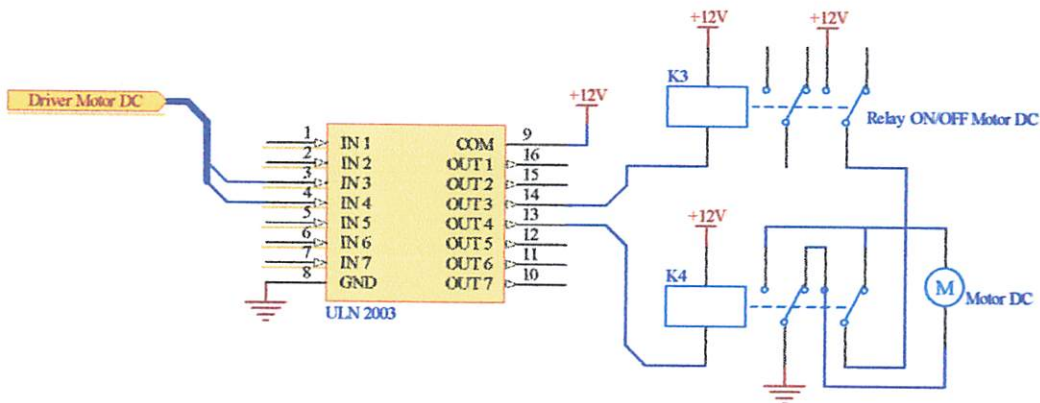 +12V
+12V
K3
Driver Motor DC
+12V
Relay ON/OFF Motor DC
1 IN 1 COM 9
2 IN 2 OUT 1 16
3 IN 3 OUT 2 15
4 IN 4 OUT 3 14
5 IN 5 OUT 4 13
6 IN 6 OUT 5 12
7 IN 7 OUT 6 11
8 GND OUT 7 10
ULN 2003
+12V
K4
M
Motor DC